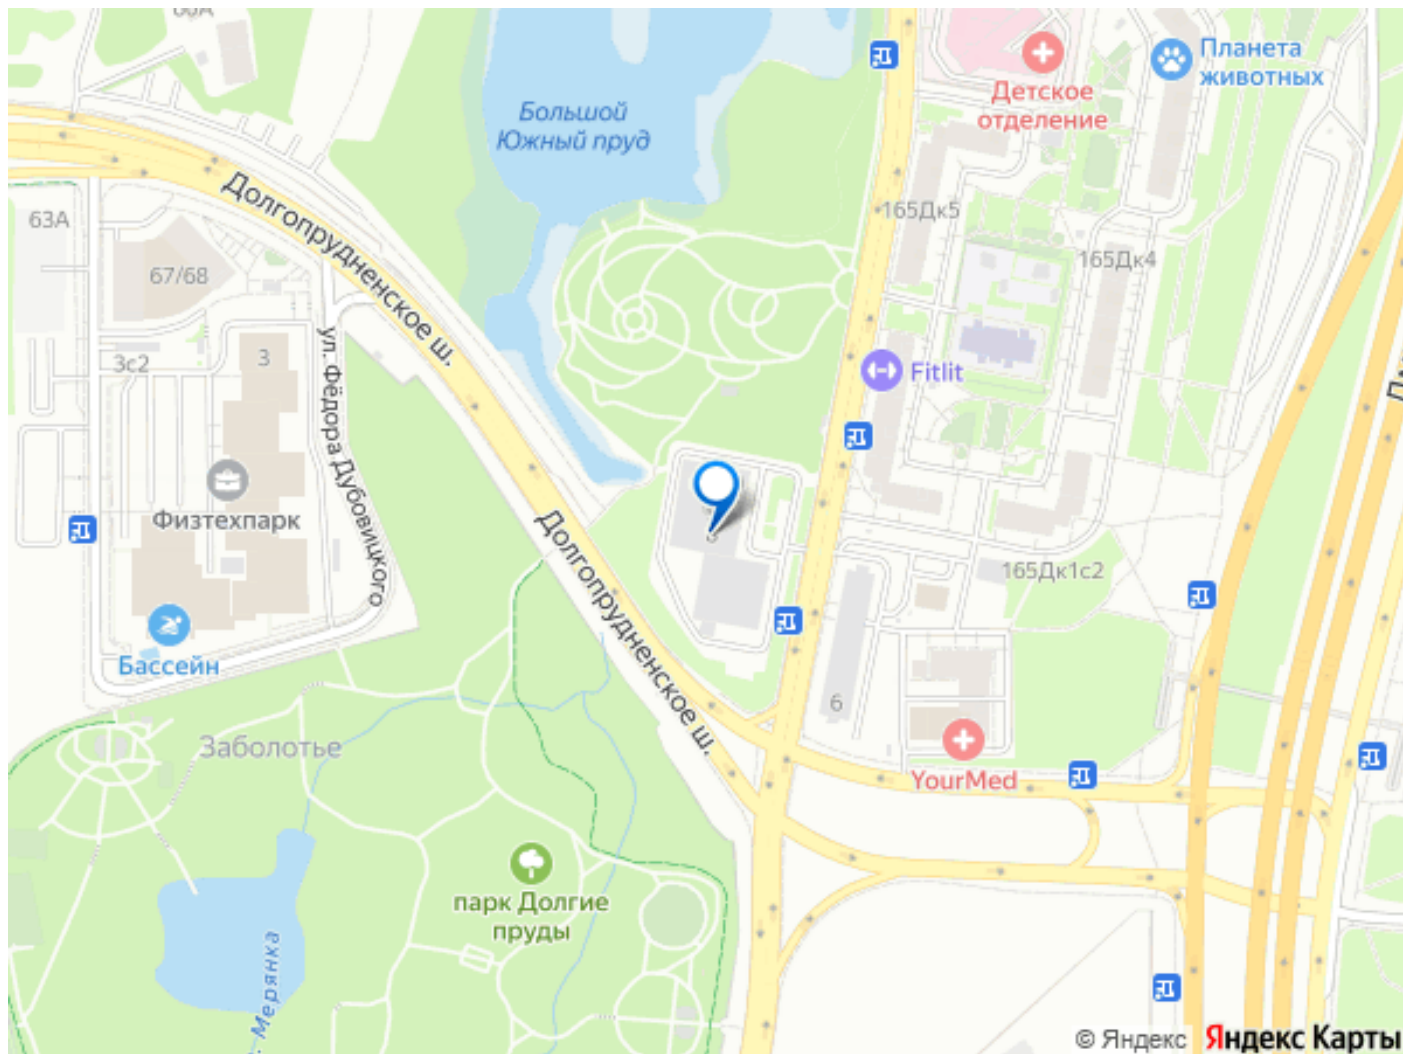 Большой
Южный пруд
Детское
отделение
Планета
животных
63А
67/68
Долгопрудненское ш.
165Дк5
165Дк4
3с2
3
ул. Фёдора Дубовицкого
Fitlit
Физтехпарк
Долгопрудненское ш.
165Дк1с2
Бассейн
6
Заболотье
YourMed
парк Долгие
пруды
Мерянка
© Яндекс Яндекс Карты